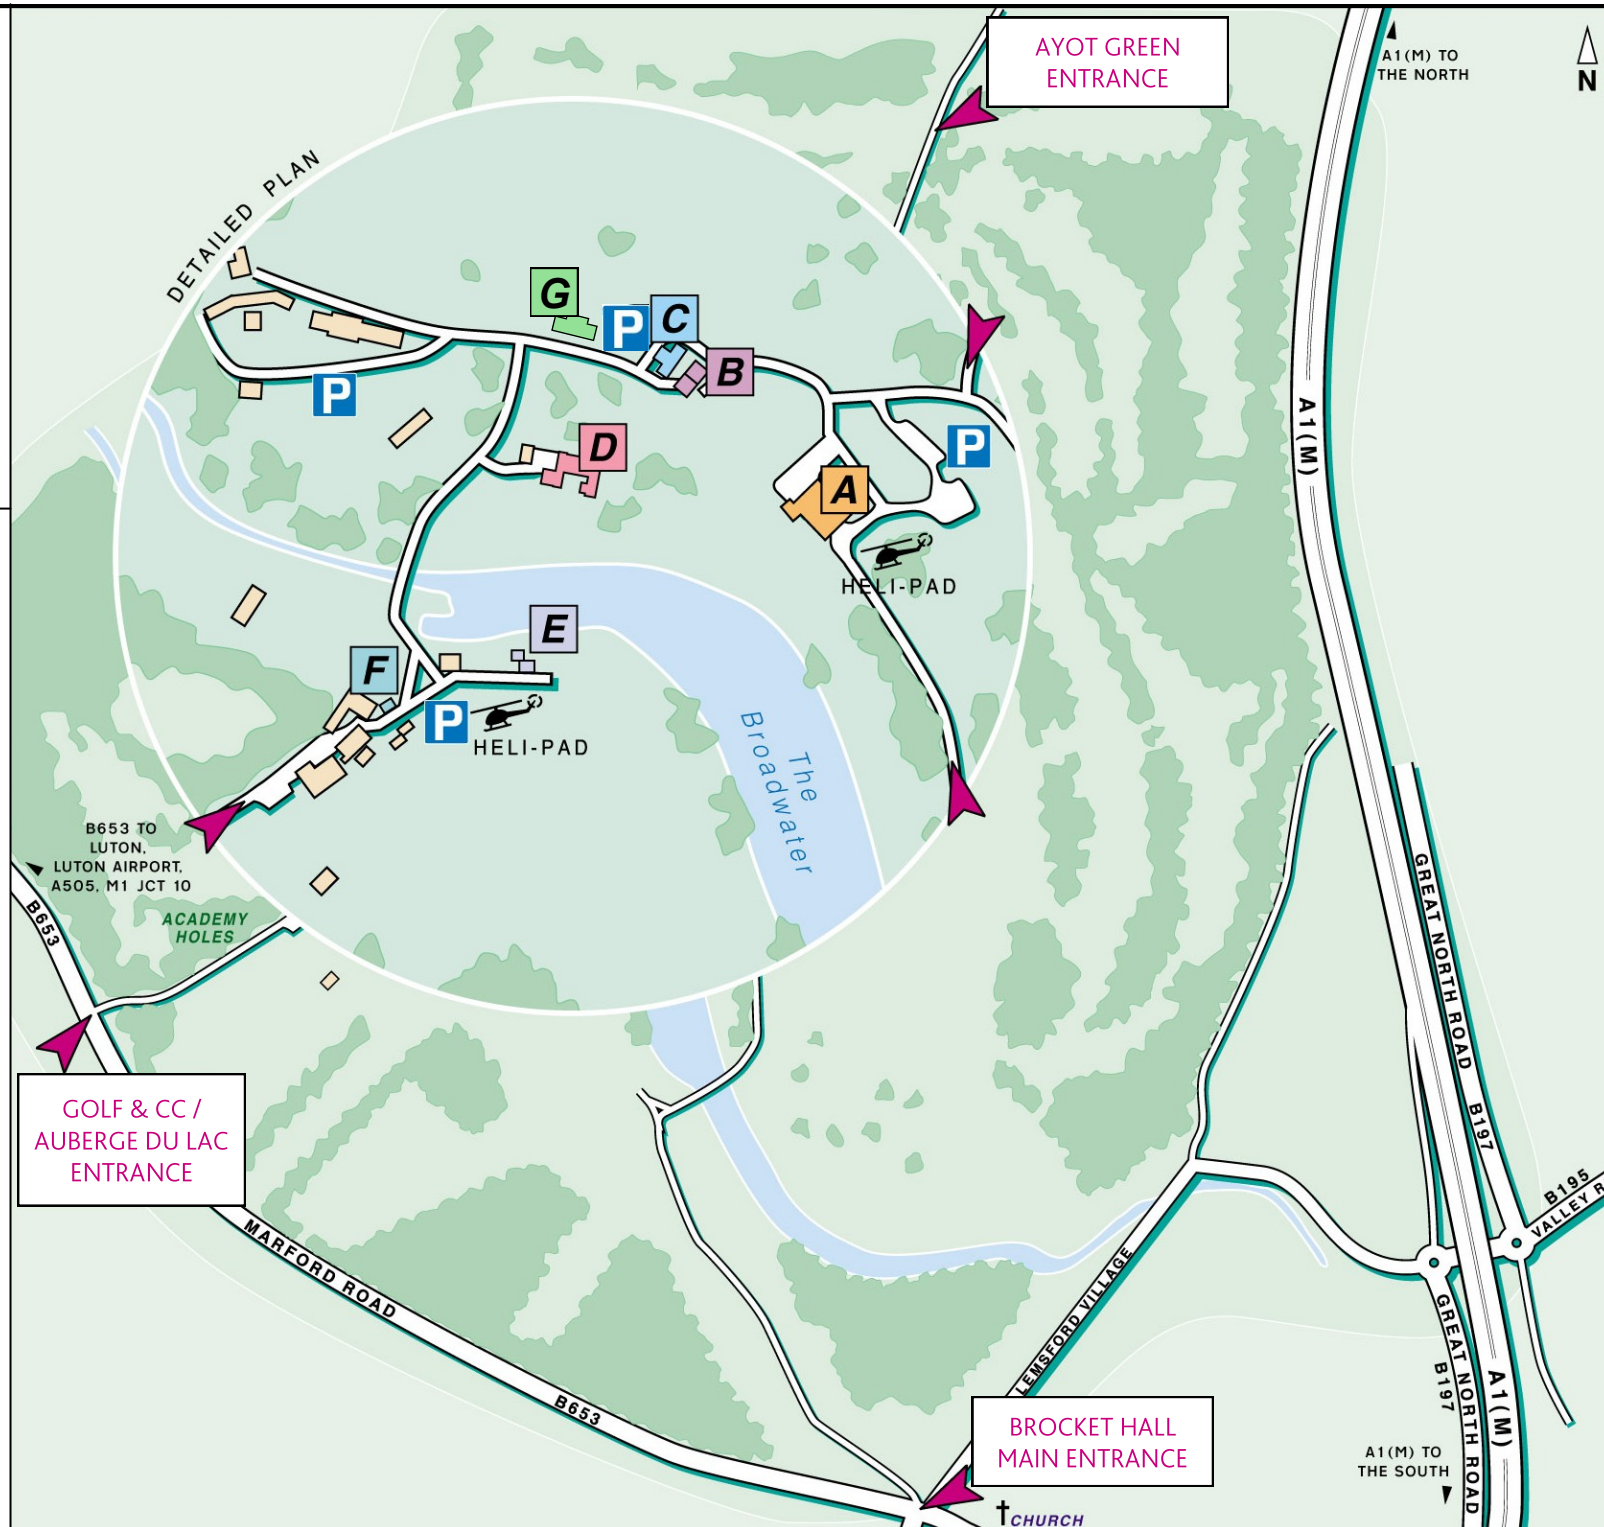 AYOT GREEN
ENTRANCE
A1(M) TO
THE NORTH
N
DETAILED PLAN
G
P
C
B
P
D
P
A
A1(M)
HELI-PAD
E
F
P
HELI-PAD
The
Broadwater
B653 TO
LUTON,
LUTON AIRPORT,
A505, M1 JCT 10
B653
ACADEMY
HOLES
GREAT NORTH ROAD
B197
GOLF & CC /
AUBERGE DU LAC
ENTRANCE
B195
VALLEY R
MARFORD ROAD
B653
LEMSFORD VILLAGE
GREAT NORTH ROAD
B197
A1(M)
BROCKET HALL
MAIN ENTRANCE
A1(M) TO
THE SOUTH
CHURCH